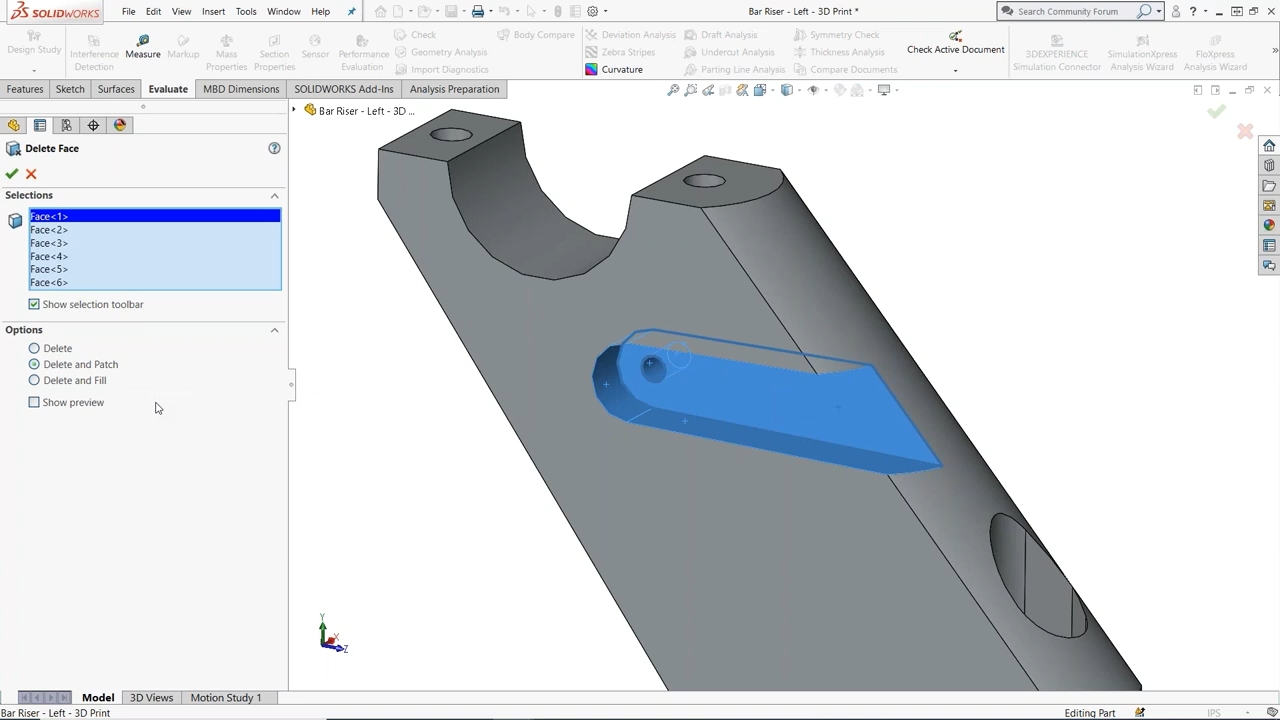 SOLIDWORKS File Edit View Insert Tools Window Help Bar Riser - Left - 3D Print * Search Community Forum
Design Study
Interference Detection
Measure
Markup
Mass Properties
Section Properties
Sensor
Performance Evaluation
Check
Geometry Analysis
Import Diagnostics
Body Compare
Deviation Analysis
Zebra Stripes
Curvature
Draft Analysis
Undercut Analysis
Parting Line Analysis
Symmetry Check
Thickness Analysis
Compare Documents
Check Active Document
3DEXPERIENCE Simulation Connector
SimulationXpress Analysis Wizard
FloXpress Analysis Wizard
Features Sketch Surfaces Evaluate MBD Dimensions SOLIDWORKS Add-Ins Analysis Preparation
Bar Riser - Left - 3D ...
Delete Face
Selections
Face<1>
Face<2>
Face<3>
Face<4>
Face<5>
Face<6>
Show selection toolbar
Options
Delete
Delete and Patch
Delete and Fill
Show preview
Y
X
Z
Model 3D Views Motion Study 1
Bar Riser - Left - 3D Print Editing Part IPS